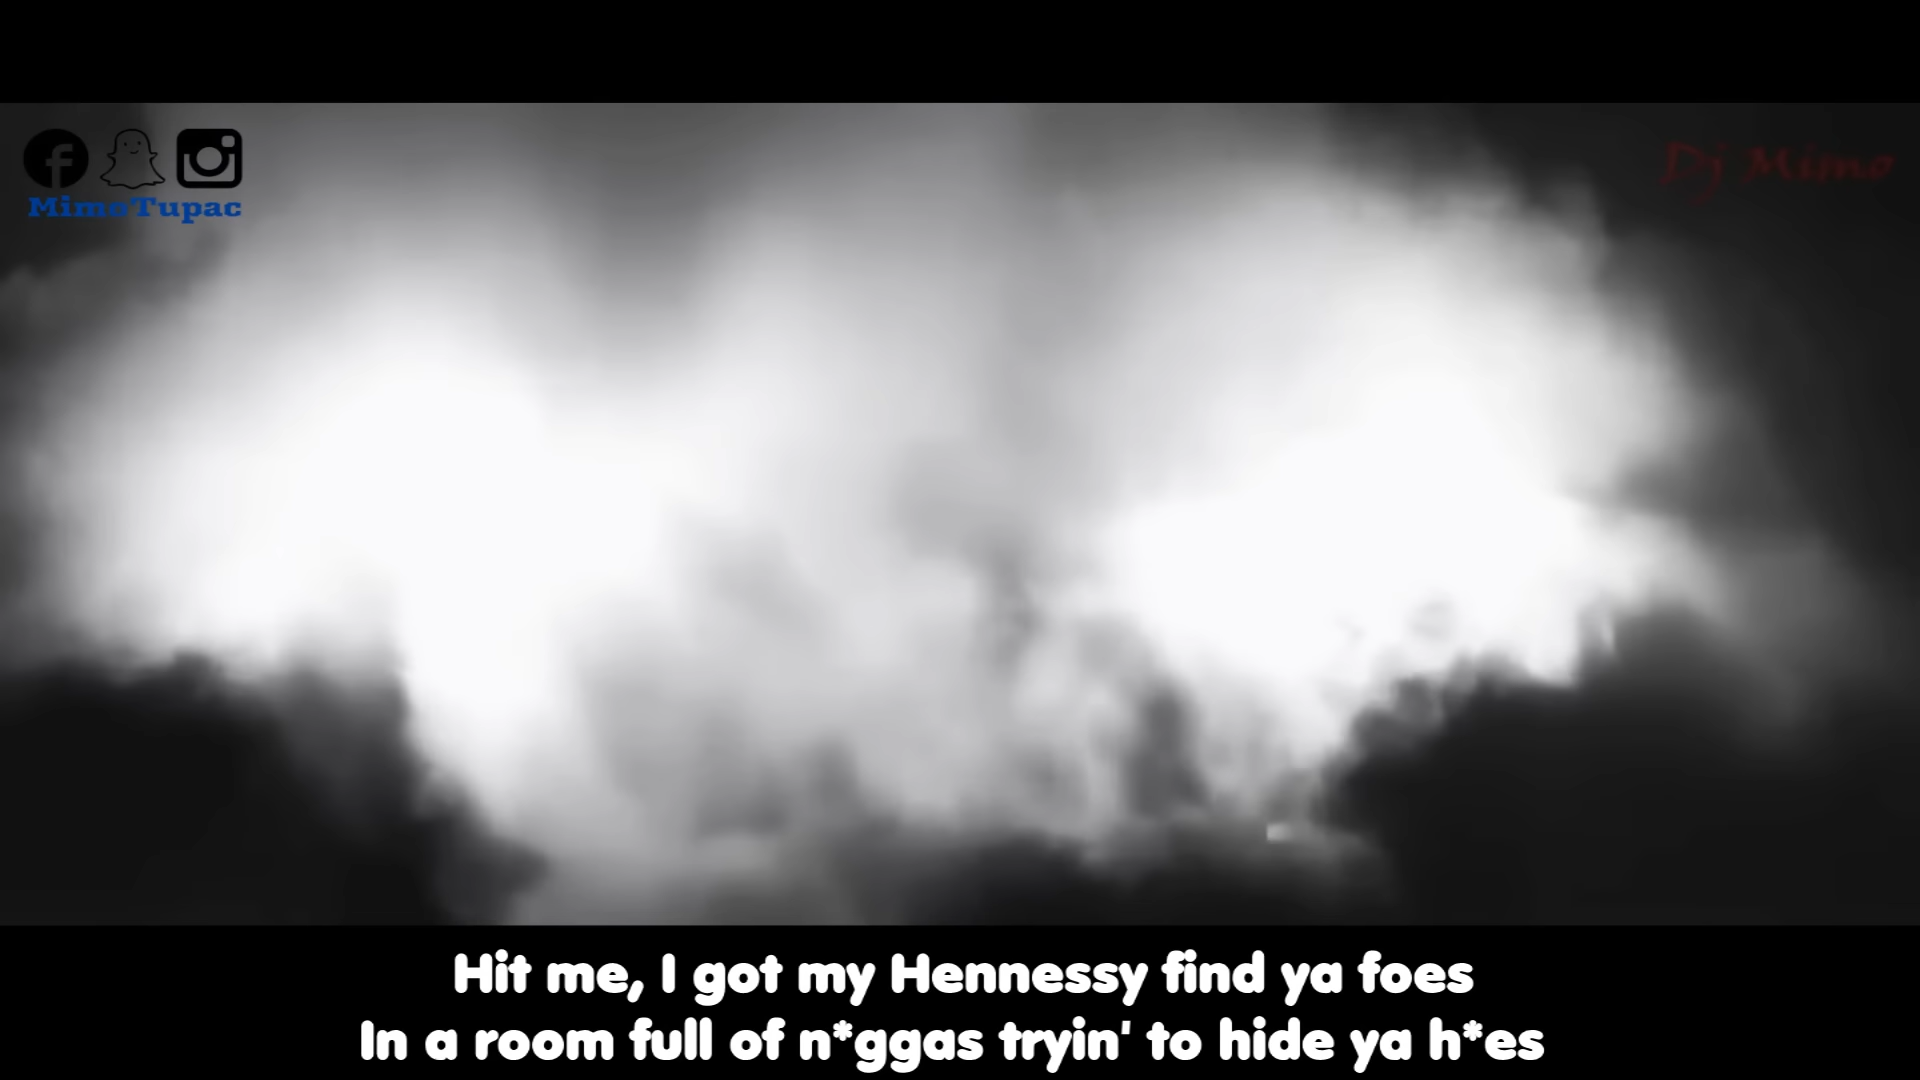 MimoTupac
Dj Mimo
Hit me, I got my Hennessy find ya foes
In a room full of n*ggas tryin' to hide ya h*es